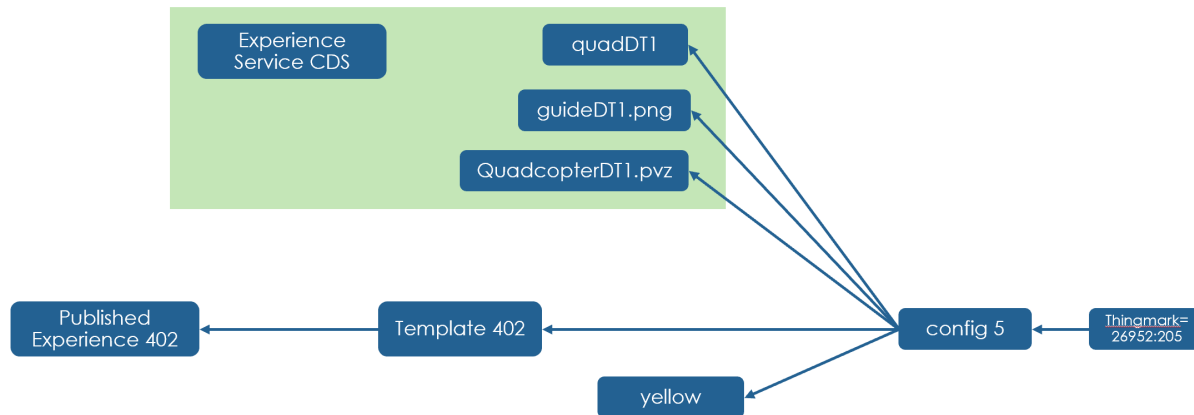 Experience
Service CDS
quadDT1
guideDT1.png
QuadcopterDT1.pvz
Published
Experience 402
Template 402
config 5
Thingmark=
26952:205
yellow